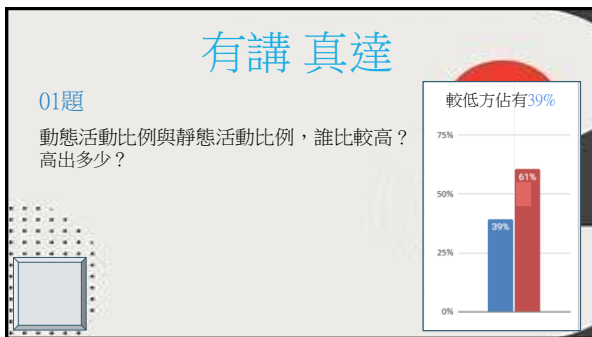 有講 真達
01題
動態活動比例與靜態活動比例，誰比較高？
高出多少？
較低方佔有39%
75%
61%
50%
39%
25%
0%